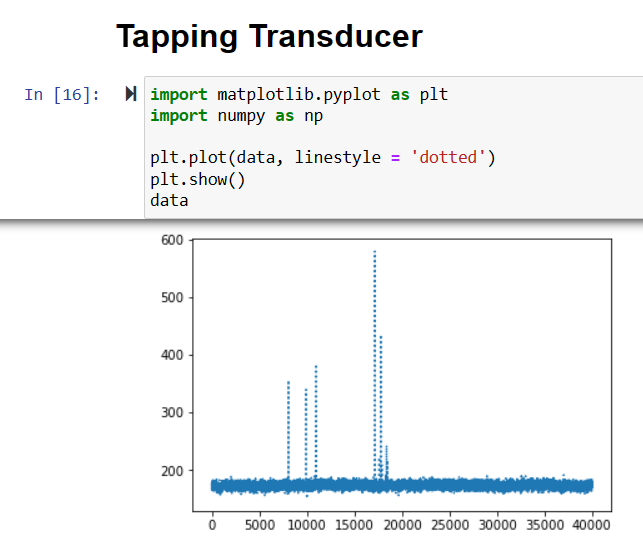 Tapping Transducer
In [16]:
import matplotlib.pyplot as plt
import numpy as np
plt.plot(data, linestyle = 'dotted')
plt.show()
data
600
500
400
300
200
0 5000 10000 15000 20000 25000 30000 35000 40000